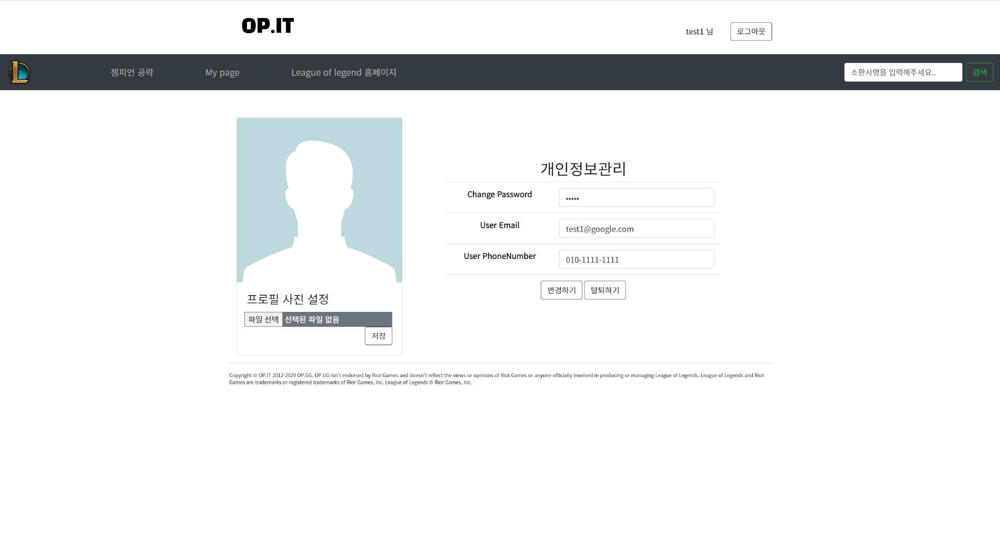 OP.IT
test1 님
로그아웃
챔피언 공략
My page
League of legend 홈페이지
소환사명을 입력해주세요..
검색
개인정보관리
Change Password
•••••
User Email
test1@google.com
User PhoneNumber
010-1111-1111
변경하기 탈퇴하기
프로필 사진 설정
파일 선택 선택된 파일 없음
저장
Copyright © OP.IT 2012-2020 OP.GG. OP.GG isn’t endorsed by Riot Games and doesn’t reflect the views or opinions of Riot Games or anyone officially involved in producing or managing League of Legends. League of Legends and Riot
Games are trademarks or registered trademarks of Riot Games, Inc. League of Legends © Riot Games, Inc.